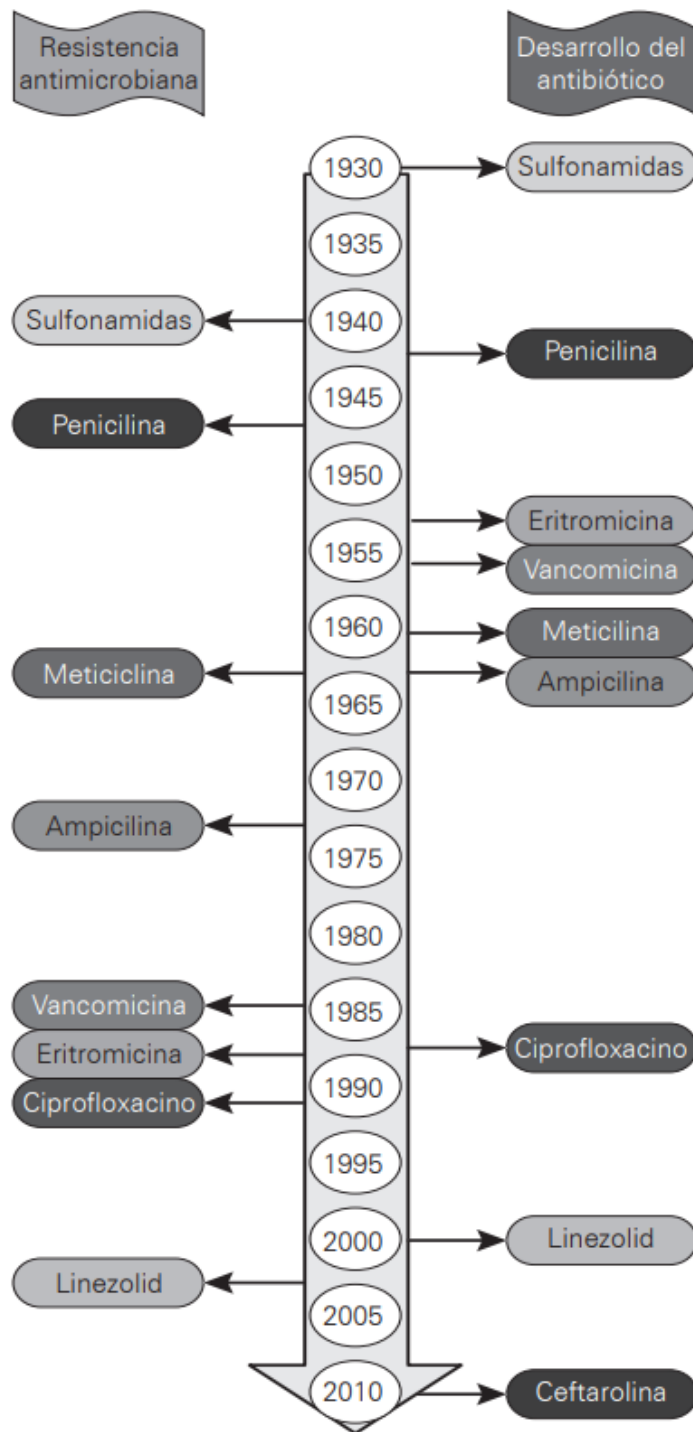 Resistencia
antimicrobiana
Desarrollo del
antibiótico
1930
Sulfonamidas
1935
Sulfonamidas
1940
Penicilina
1945
Penicilina
1950
Eritromicina
1955
Vancomicina
1960
Meticilina
Meticiclina
Ampicilina
1965
1970
Ampicilina
1975
1980
Vancomicina
1985
Eritromicina
Ciprofloxacino
1990
Ciprofloxacino
1995
2000
Linezolid
Linezolid
2005
2010
Ceftarolina